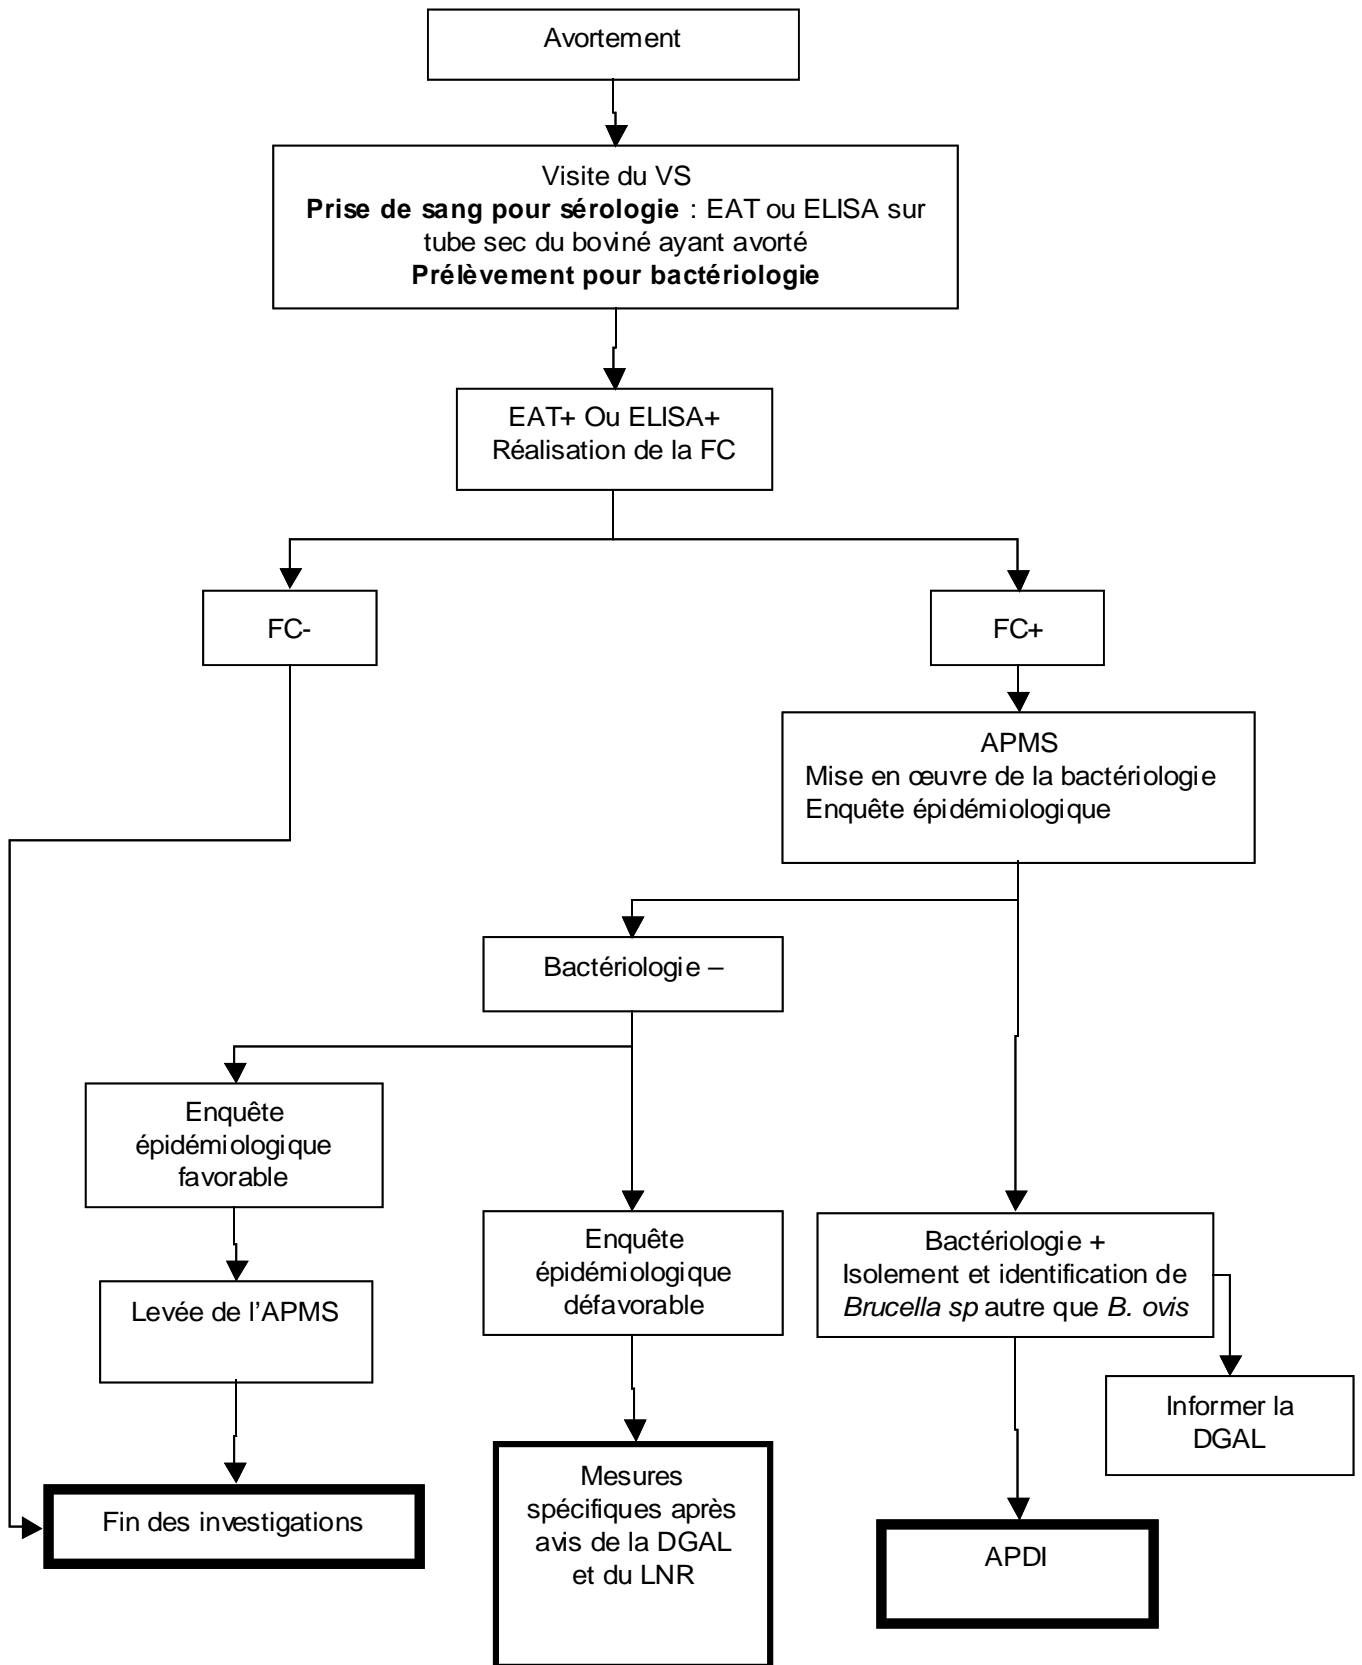 Avortement
Visite du VS
Prise de sang pour sérologie : EAT ou ELISA sur
tube sec du boviné ayant avorté
Prélèvement pour bactériologie
EAT+ Ou ELISA+
Réalisation de la FC
FC-
FC+
APMS
Mise en œuvre de la bactériologie
Enquête épidémiologique
Bactériologie –
Enquête
épidémiologique
favorable
Enquête
épidémiologique
défavorable
Bactériologie +
Isolement et identification de
Brucella sp autre que B. ovis
Levée de l’APMS
Informer la
DGAL
Fin des investigations
Mesures
spécifiques après
avis de la DGAL
et du LNR
APDI